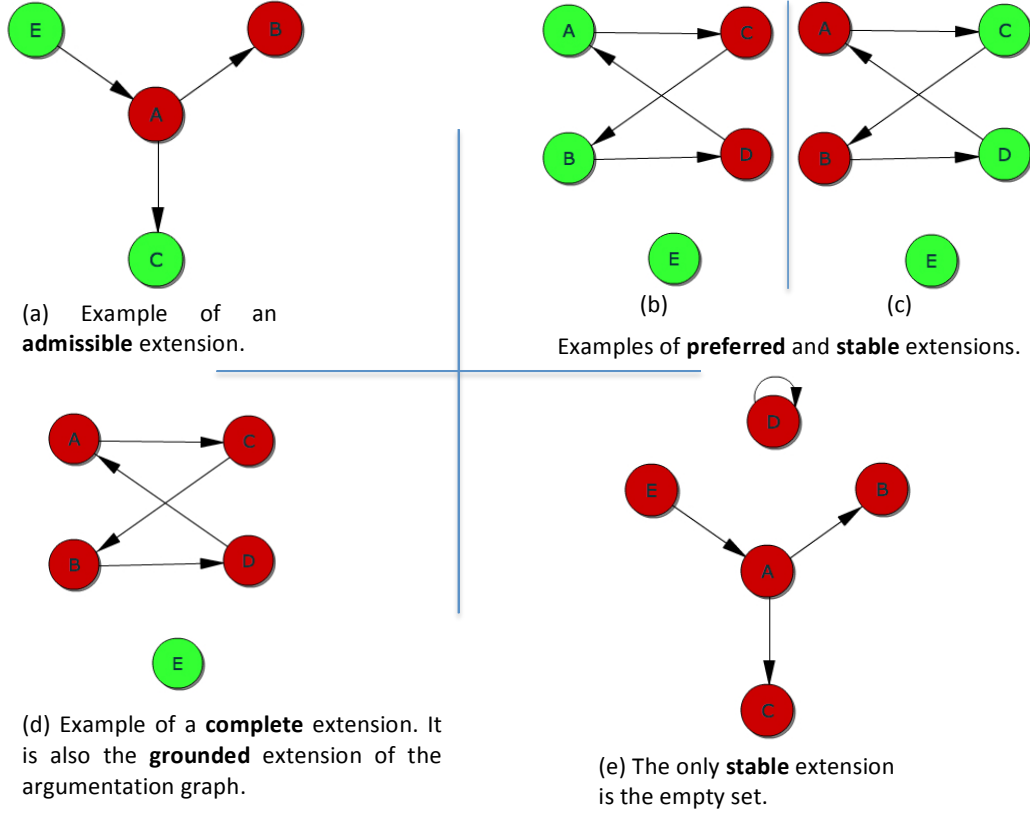 E
B
A
C
(a) Example of an
admissible extension.
A
C
B
D
E
(b)
A
C
B
D
E
(c)
Examples of preferred and stable extensions.
A
C
B
D
E
(d) Example of a complete extension. It
is also the grounded extension of the
argumentation graph.
D
E
B
A
C
(e) The only stable extension
is the empty set.